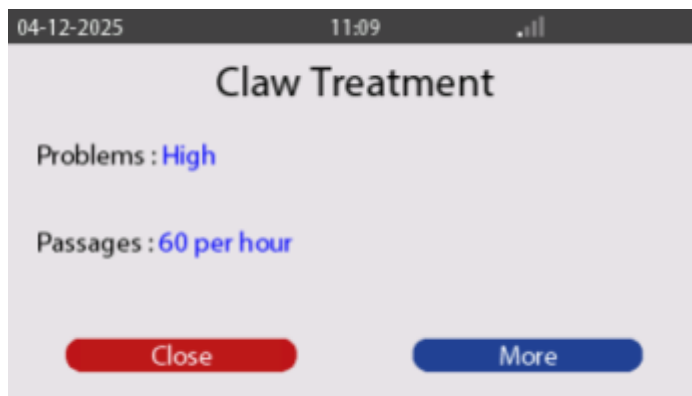 04-12-2025 11:09
Claw Treatment
Problems : High
Passages : 60 per hour
Close More